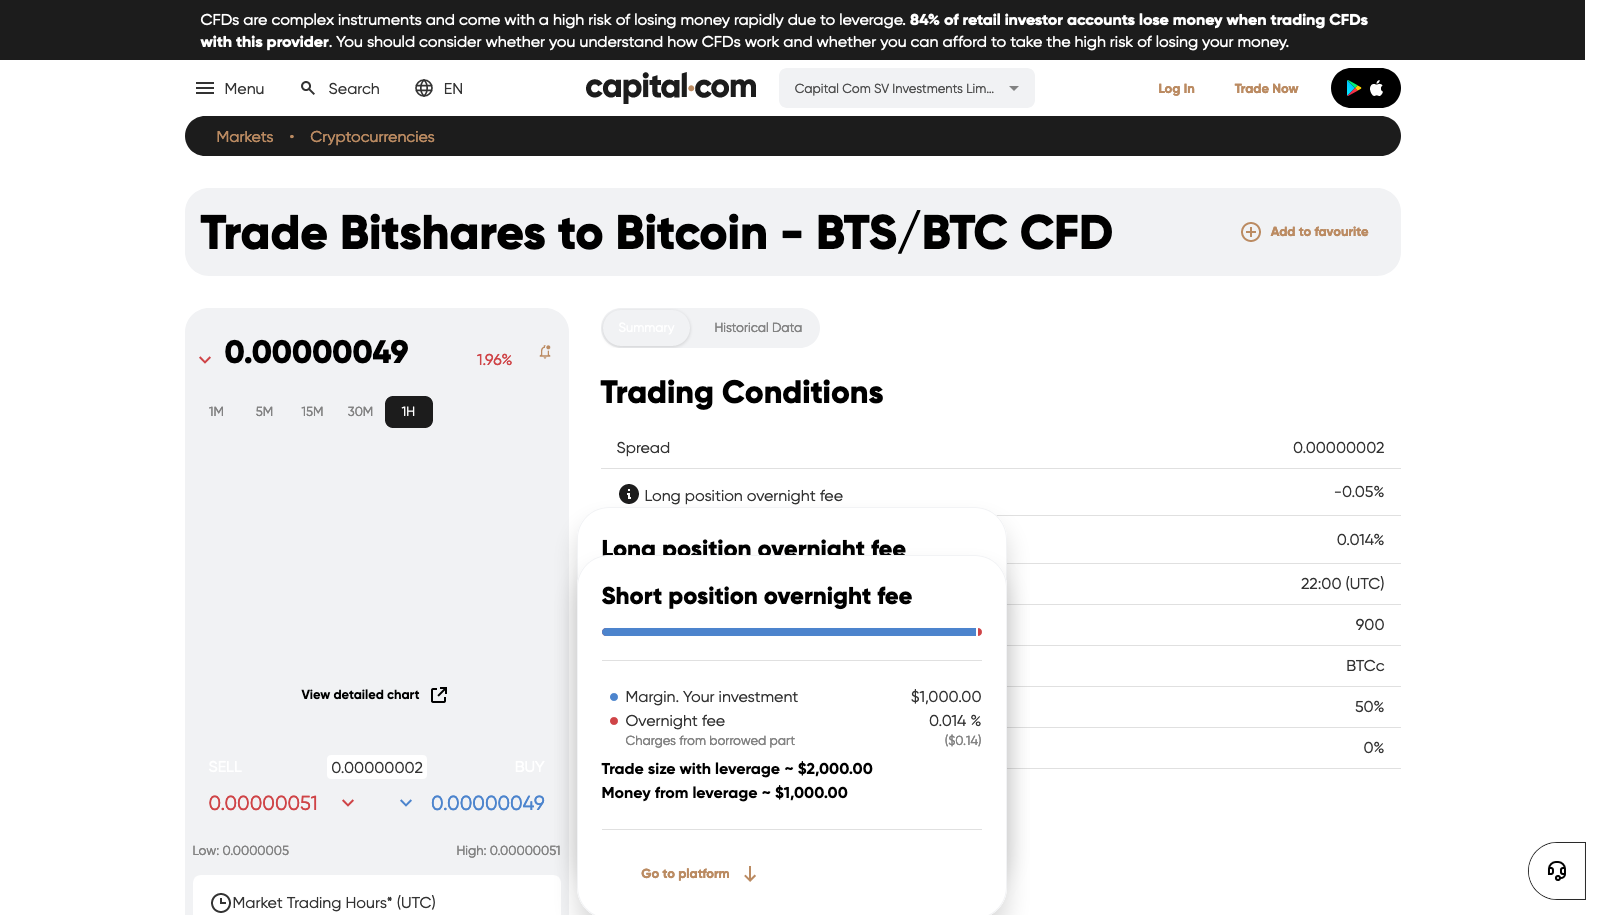 CFDs are complex instruments and come with a high risk of losing money rapidly due to leverage. 84% of retail investor accounts lose money when trading CFDs
with this provider. You should consider whether you understand how CFDs work and whether you can afford to take the high risk of losing your money.
Menu
Search
EN
capital.com
Capital Com SV Investments Lim...
Log In
Trade Now
Markets • Cryptocurrencies
Trade Bitshares to Bitcoin - BTS/BTC CFD
Add to favourite
0.00000049
1.96%
1M 5M 15M 30M 1H
View detailed chart
SELL
0.00000002
BUY
0.00000051
0.00000049
Low: 0.0000005
High: 0.00000051
Market Trading Hours* (UTC)
Summary
Historical Data
Trading Conditions
Spread
0.00000002
Long position overnight fee
-0.05%
0.014%
22:00 (UTC)
900
BTCc
50%
0%
Long position overnight fee
Short position overnight fee
Margin. Your investment
$1,000.00
Overnight fee
0.014 %
Charges from borrowed part
($0.14)
Trade size with leverage ~ $2,000.00
Money from leverage ~ $1,000.00
Go to platform